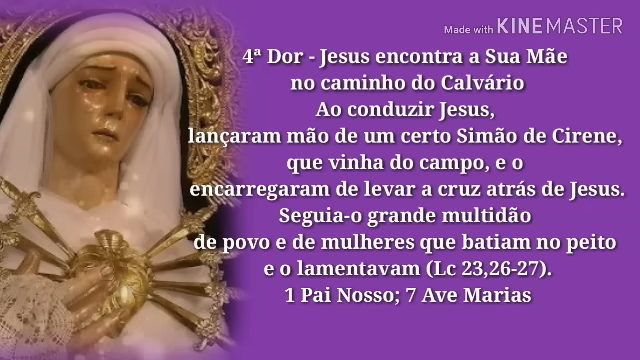 Made with KINEMASTER
4ª Dor - Jesus encontra a Sua Mãe
no caminho do Calvário
Ao conduzir Jesus,
lançaram mão de um certo Simão de Cirene,
que vinha do campo, e o
encarregaram de levar a cruz atrás de Jesus.
Seguia-o grande multidão
de povo e de mulheres que batiam no peito
e o lamentavam (Lc 23,26-27).
1 Pai Nosso; 7 Ave Marias